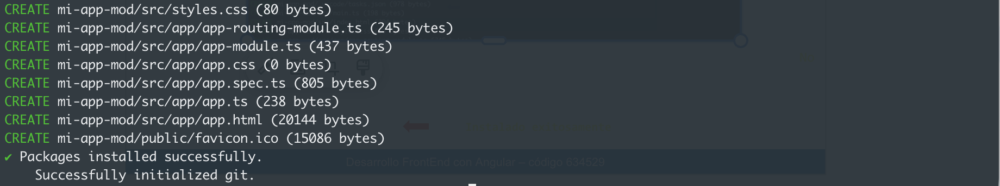 CREATE mi-app-mod/src/styles.css (80 bytes)
CREATE mi-app-mod/src/app/app-routing-module.ts (245 bytes)
CREATE mi-app-mod/src/app/app-module.ts (437 bytes)
CREATE mi-app-mod/src/app/app.css (0 bytes)
CREATE mi-app-mod/src/app/app.spec.ts (805 bytes)
CREATE mi-app-mod/src/app/app.ts (238 bytes)
CREATE mi-app-mod/src/app/app.html (20144 bytes)
CREATE mi-app-mod/public/favicon.ico (15086 bytes)
✔ Packages installed successfully.
Desarrollo FrontEnd con Angular – código 634529
Successfully initialized git.